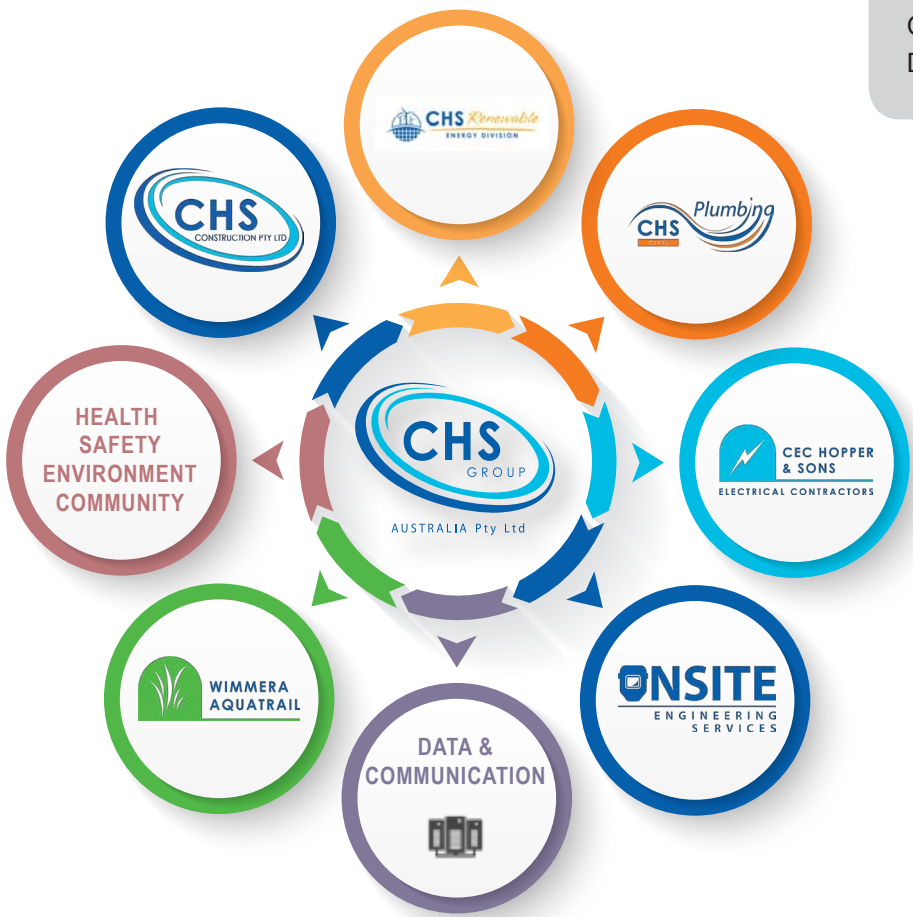 CHS Renewable
ENERGY DIVISION
CHS
CONSTRUCTION PTY LTD
Plumbing
CHS
CIVIL
HEALTH
SAFETY
ENVIRONMENT
COMMUNITY
CHS
GROUP
AUSTRALIA Pty Ltd
CEC HOPPER
& SONS
ELECTRICAL CONTRACTORS
WIMMERA
AQUATRAIL
ONSITE
ENGINEERING
SERVICES
DATA &
COMMUNICATION